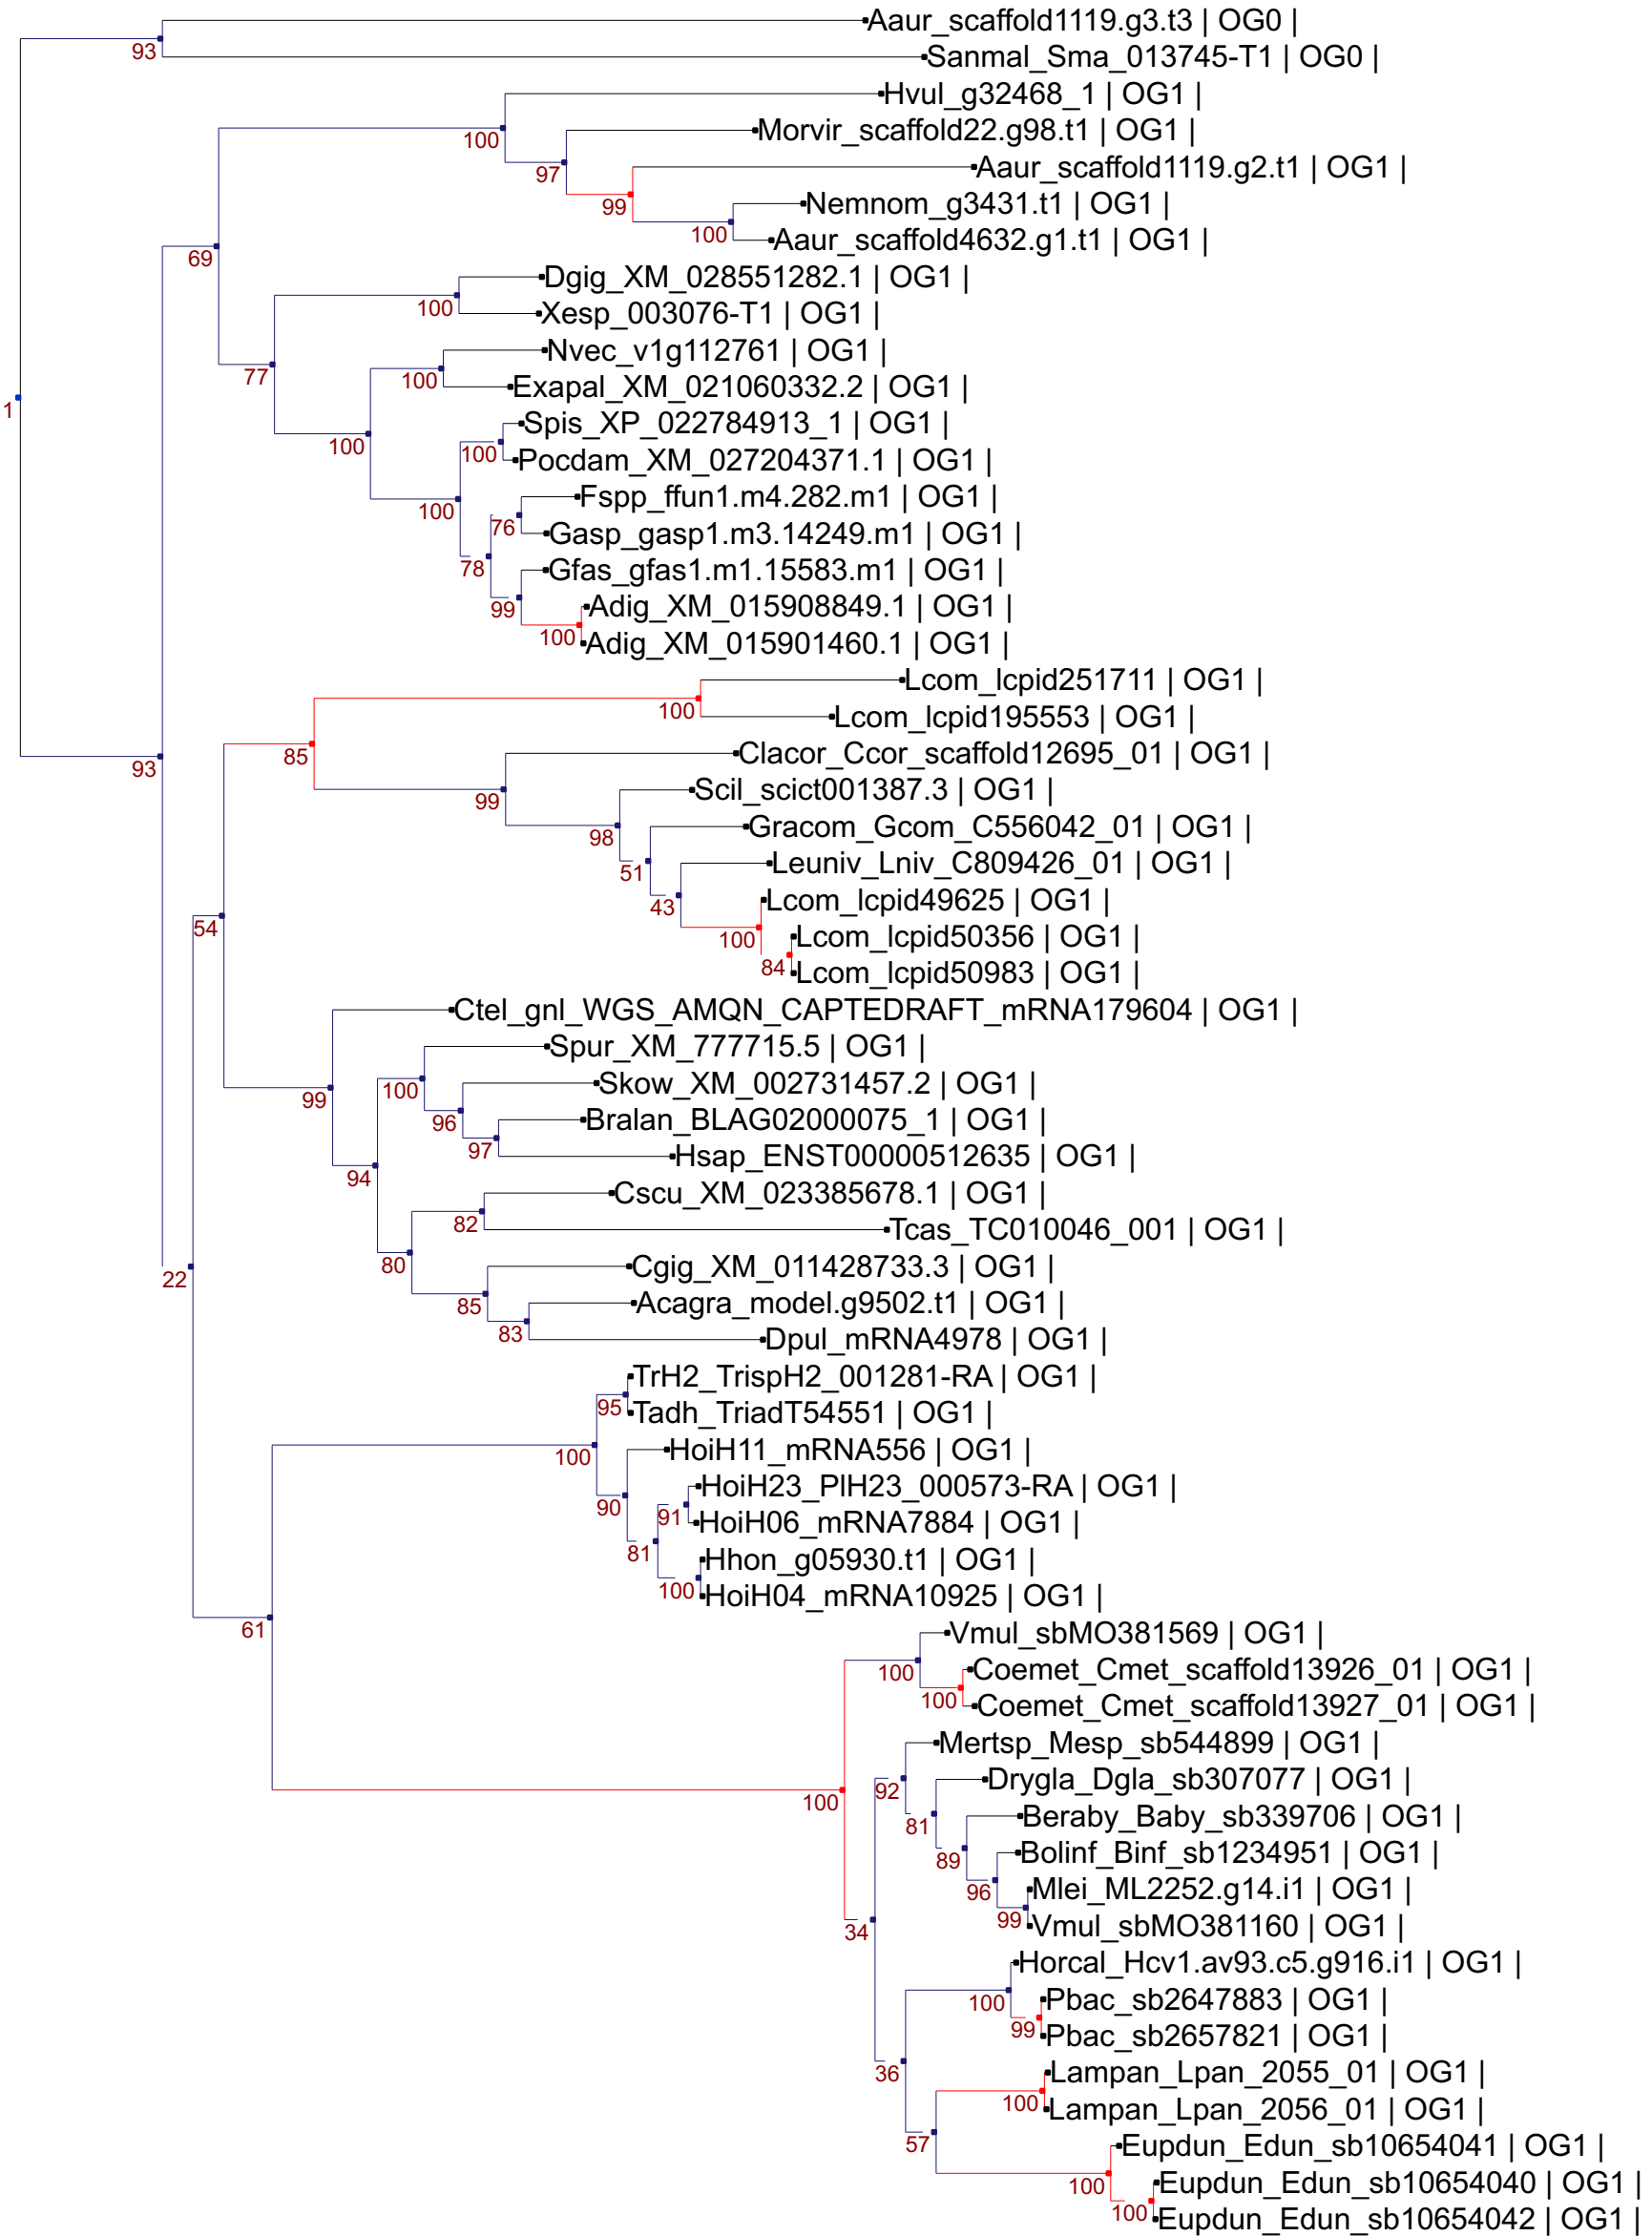 Aaur_scaffold1119.g3.t3 | OG0 |
93
Sanmal_Sma_013745-T1 | OG0 |
Hvul_g32468_1 | OG1 |
100
Morvir_scaffold22.g98.t1 | OG1 |
97
Aaur_scaffold1119.g2.t1 | OG1 |
99
Nemnom_g3431.t1 | OG1 |
100
Aaur_scaffold4632.g1.t1 | OG1 |
69
Dgig_XM_028551282.1 | OG1 |
100
Xesp_003076-T1 | OG1 |
Nvec_v1g112761 | OG1 |
77
100
Exapal_XM_021060332.2 | OG1 |
1
Spis_XP_022784913_1 | OG1 |
100
100
Pocdam_XM_027204371.1 | OG1 |
Fspp_ffun1.m4.282.m1 | OG1 |
100
76
Gasp_gasp1.m3.14249.m1 | OG1 |
78
Gfas_gfas1.m1.15583.m1 | OG1 |
99
Adig_XM_015908849.1 | OG1 |
100
Adig_XM_015901460.1 | OG1 |
Lcom_lcpid251711 | OG1 |
100
Lcom_lcpid195553 | OG1 |
85
93
Clacor_Ccor_scaffold12695_01 | OG1 |
99
Scil_scict001387.3 | OG1 |
98
Gracom_Gcom_C556042_01 | OG1 |
51
Leuniv_Lniv_C809426_01 | OG1 |
43
Lcom_lcpid49625 | OG1 |
54
100
Lcom_lcpid50356 | OG1 |
84
Lcom_lcpid50983 | OG1 |
Ctel_gnl_WGS_AMQN_CAPTEDRAFT_mRNA179604 | OG1 |
Spur_XM_777715.5 | OG1 |
99
100
Skow_XM_002731457.2 | OG1 |
96
Bralan_BLAG02000075_1 | OG1 |
97
Hsap_ENST00000512635 | OG1 |
94
Cscu_XM_023385678.1 | OG1 |
82
Tcas_TC010046_001 | OG1 |
80
22
Cgig_XM_011428733.3 | OG1 |
85
Acagra_model.g9502.t1 | OG1 |
83
Dpul_mRNA4978 | OG1 |
TrH2_TrispH2_001281-RA | OG1 |
95
Tadh_TriadT54551 | OG1 |
100
HoiH11_mRNA556 | OG1 |
90
HoiH23_PlH23_000573-RA | OG1 |
91
HoiH06_mRNA7884 | OG1 |
81
Hhon_g05930.t1 | OG1 |
100
HoiH04_mRNA10925 | OG1 |
61
Vmul_sbMO381569 | OG1 |
100
Coemet_Cmet_scaffold13926_01 | OG1 |
100
Coemet_Cmet_scaffold13927_01 | OG1 |
Mertsp_Mesp_sb544899 | OG1 |
100
92
Drygla_Dgla_sb307077 | OG1 |
81
Beraby_Baby_sb339706 | OG1 |
89
Bolinf_Binf_sb1234951 | OG1 |
96
Mlei_ML2252.g14.i1 | OG1 |
99
Vmul_sbMO381160 | OG1 |
34
Horcal_Hcv1.av93.c5.g916.i1 | OG1 |
100
Pbac_sb2647883 | OG1 |
99
Pbac_sb2657821 | OG1 |
36
Lampan_Lpan_2055_01 | OG1 |
100
Lampan_Lpan_2056_01 | OG1 |
57
Eupdun_Edun_sb10654041 | OG1 |
100
Eupdun_Edun_sb10654040 | OG1 |
100
Eupdun_Edun_sb10654042 | OG1 |